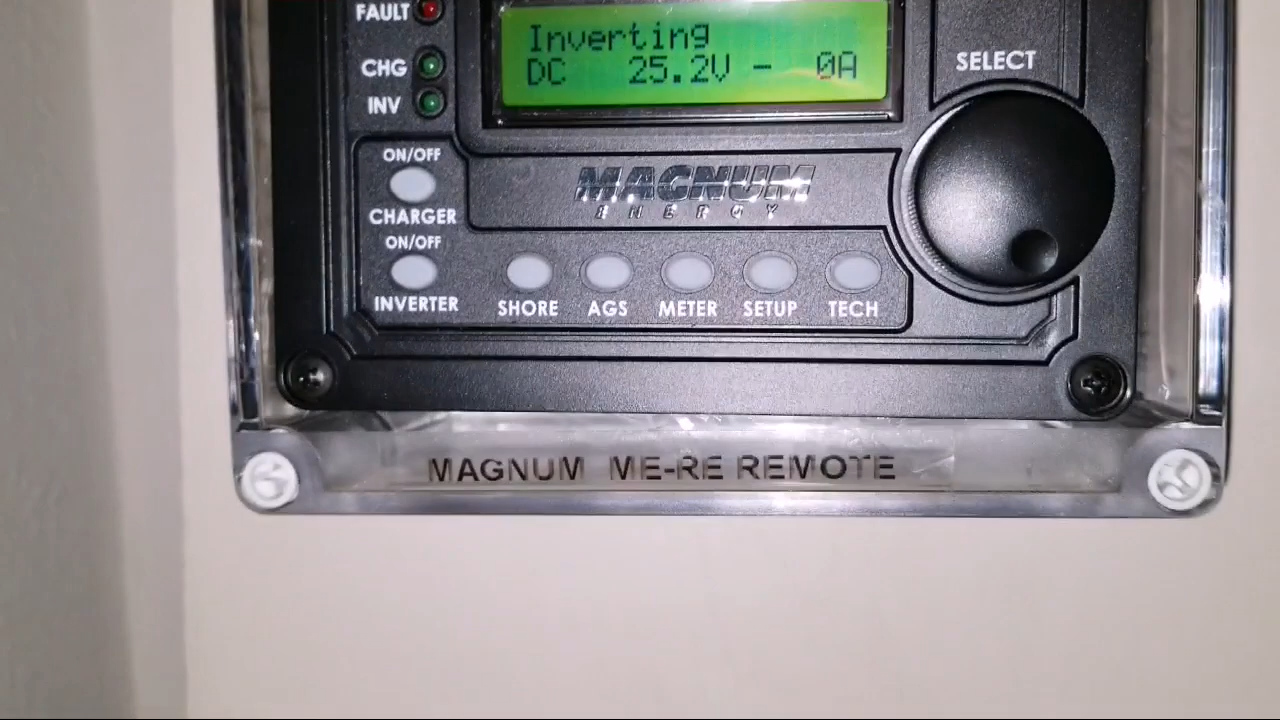 FAULT
Inverting
DC 25.2V - 0A
CHG
INV
SELECT
ON/OFF
CHARGER
MAGNUM
ENERGY
ON/OFF
INVERTER
SHORE AGS METER SETUP TECH
MAGNUM ME-RE REMOTE